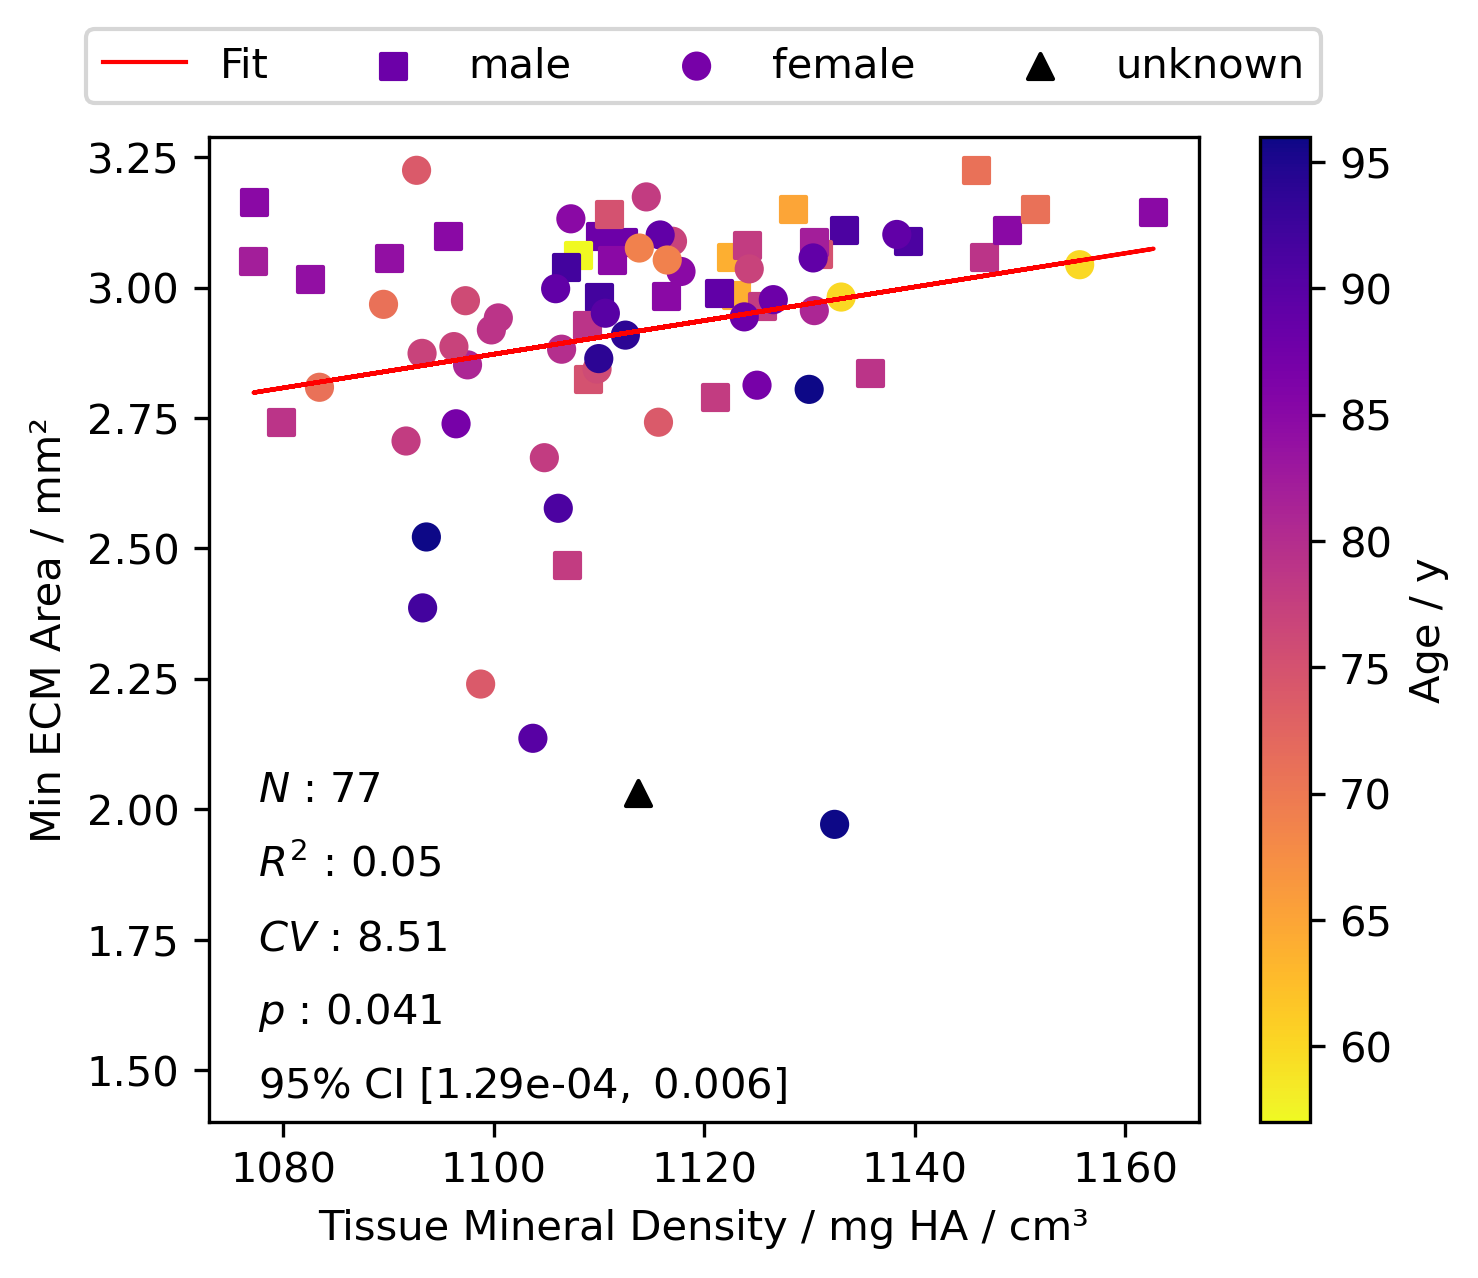 Fit male female unknown
3.25
3.00
2.75
2.50
2.25
2.00
1.75
1.50
Min ECM Area / mm²
N : 77
R² : 0.05
CV : 8.51
p : 0.041
95% CI [1.29e-04, 0.006]
1080 1100 1120 1140 1160
Tissue Mineral Density / mg HA / cm³
95
90
85
80
75
70
65
60
Age / y